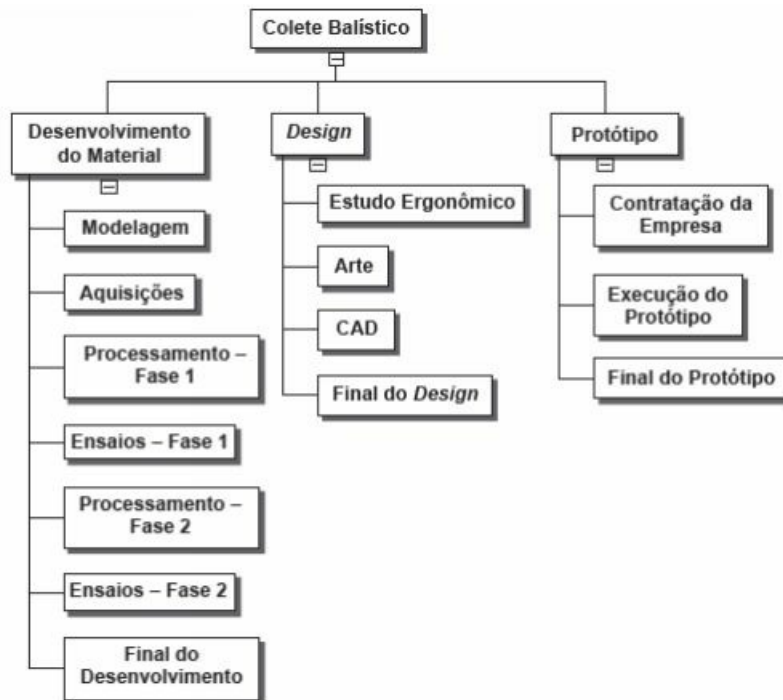 Colete Balístico
Desenvolvimento
do Material
Modelagem
Aquisições
Processamento –
Fase 1
Ensaios – Fase 1
Processamento –
Fase 2
Ensaios – Fase 2
Final do
Desenvolvimento
Design
Estudo Ergonômico
Arte
CAD
Final do Design
Protótipo
Contratação da
Empresa
Execução do
Protótipo
Final do Protótipo